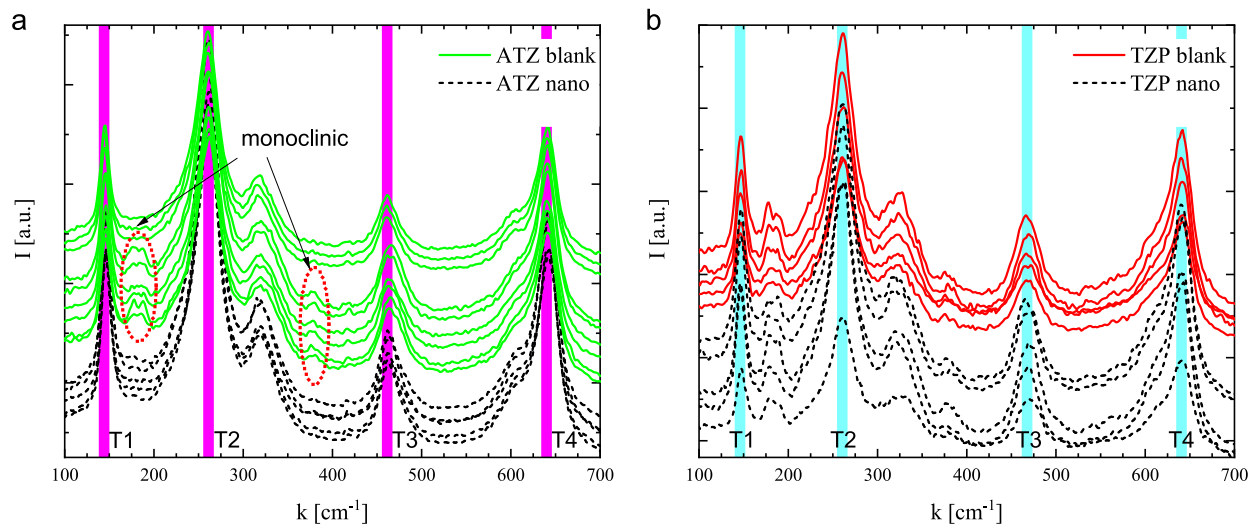 a
ATZ blank
ATZ nano
monoclinic
I [a.u.]
T1 T2 T3 T4
100 200 300 400 500 600 700
k [cm⁻¹]
b
TZP blank
TZP nano
I [a.u.]
T1 T2 T3 T4
100 200 300 400 500 600 700
k [cm⁻¹]